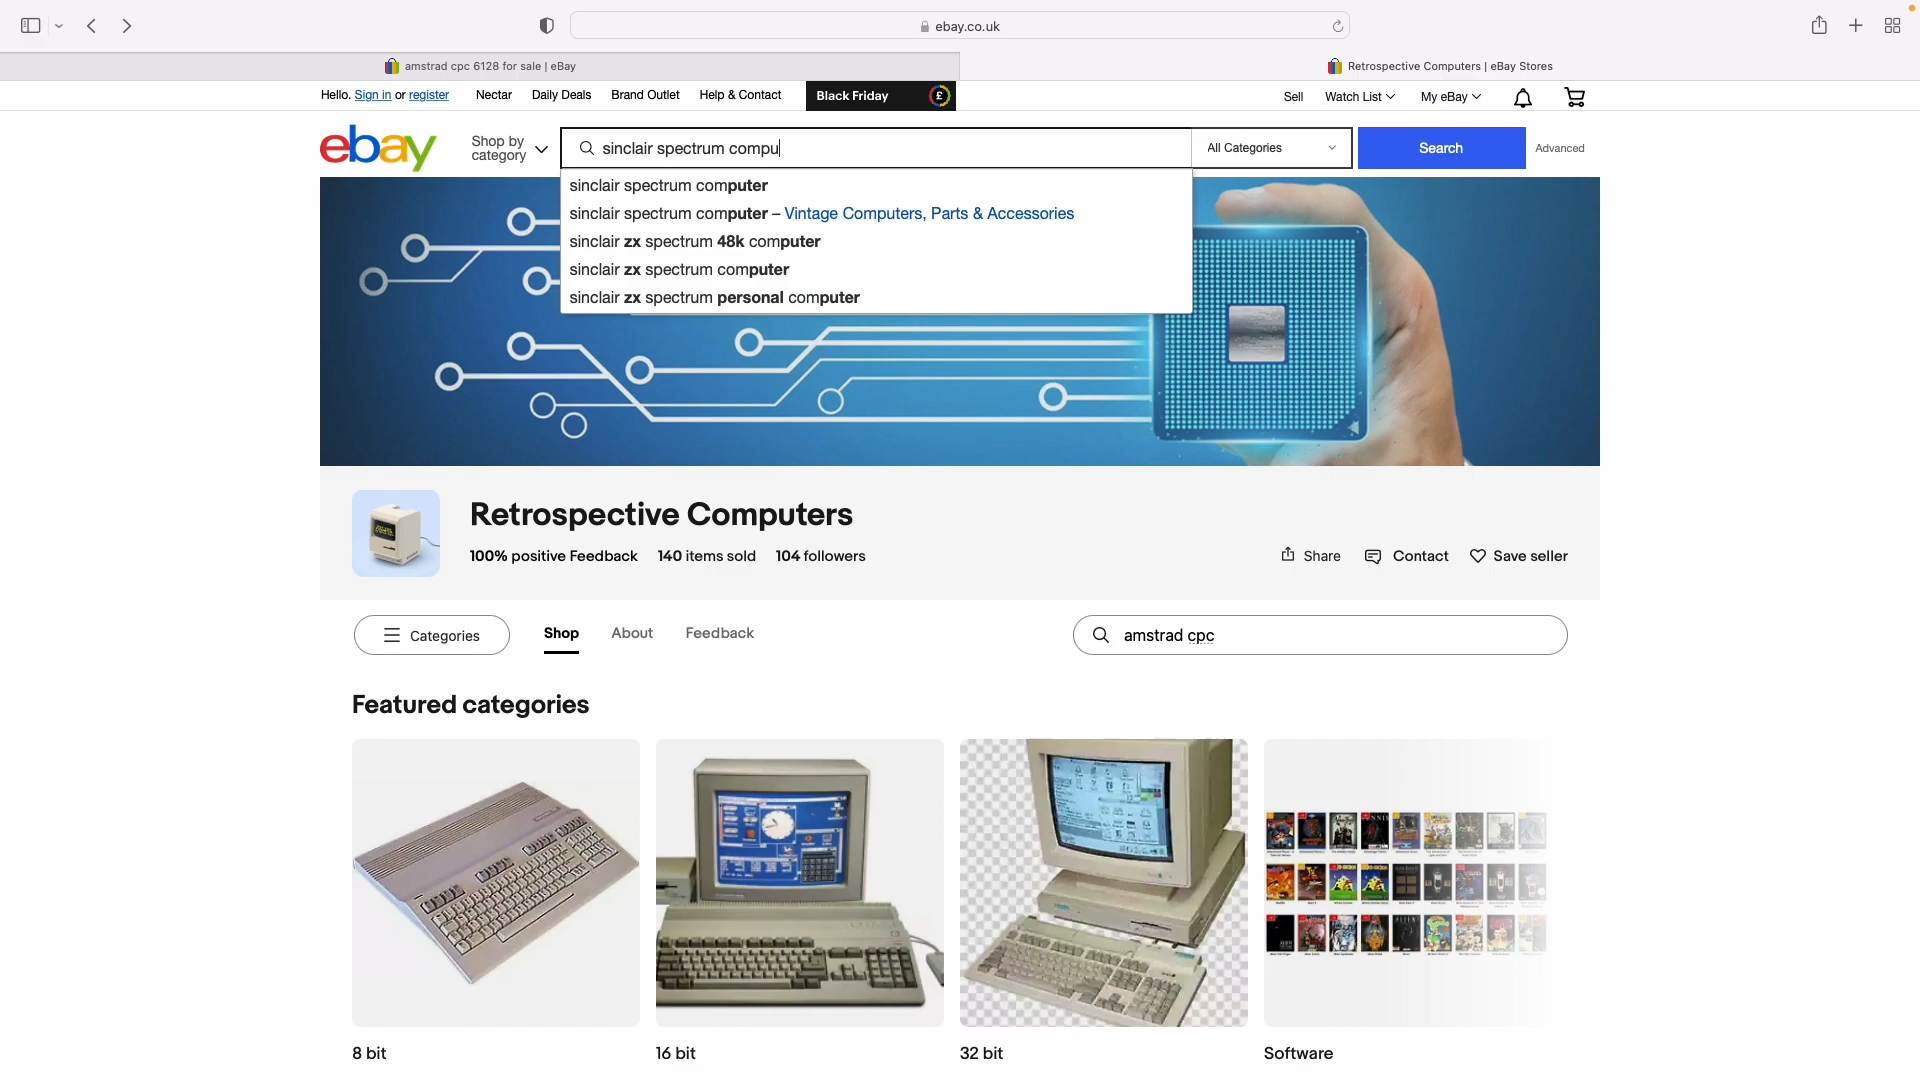 ebay.co.uk
amstrad cpc 6128 for sale | eBay
Retrospective Computers | eBay Stores
Hello. Sign in or register
Nectar
Daily Deals
Brand Outlet
Help & Contact
Black Friday
£
Sell
Watch List
My eBay
ebay
Shop by category
sinclair spectrum compu
All Categories
Search
Advanced
sinclair spectrum computer
sinclair spectrum computer – Vintage Computers, Parts & Accessories
sinclair zx spectrum 48k computer
sinclair zx spectrum computer
sinclair zx spectrum personal computer
Retrospective Computers
100% positive Feedback
140 items sold
104 followers
Share
Contact
Save seller
Categories
Shop
About
Feedback
amstrad cpc
Featured categories
8 bit
16 bit
32 bit
Software